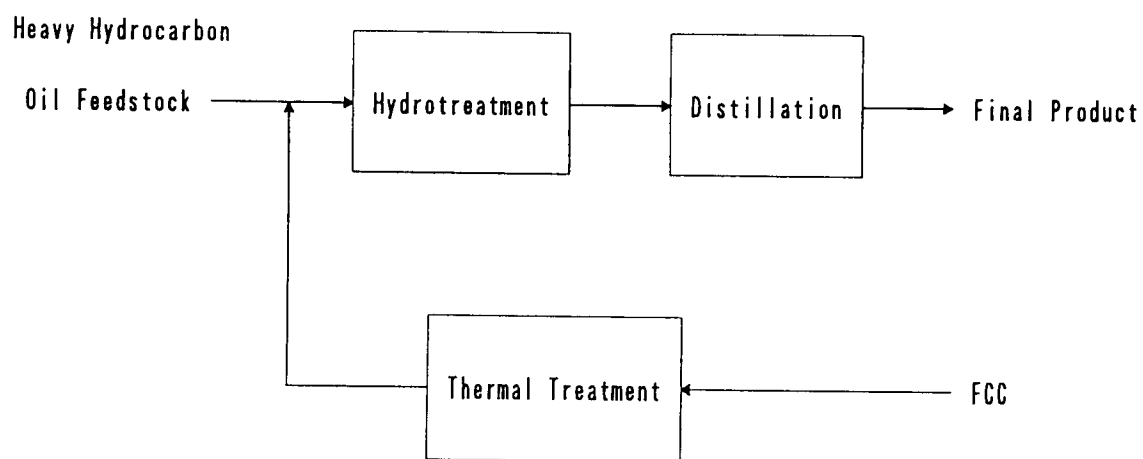 Heavy Hydrocarbon
Oil Feedstock
Hydrotreatment
Distillation
Final Product
Thermal Treatment
FCC